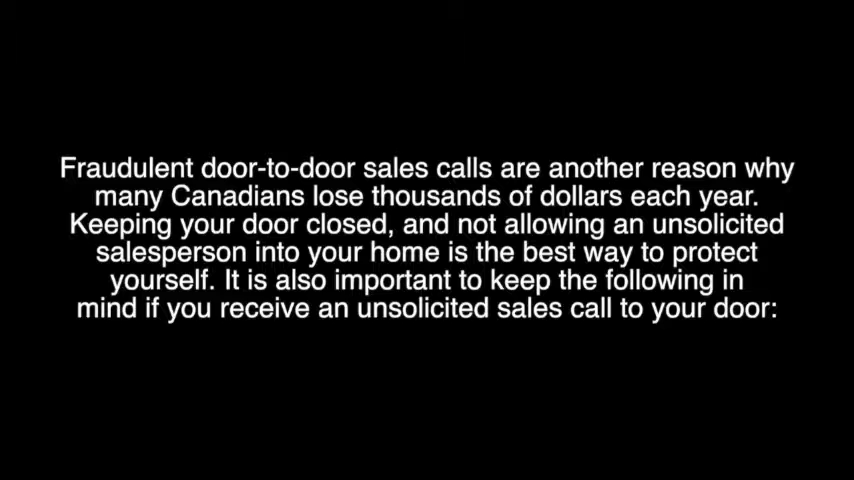 Fraudulent door-to-door sales calls are another reason why
many Canadians lose thousands of dollars each year.
Keeping your door closed, and not allowing an unsolicited
salesperson into your home is the best way to protect
yourself. It is also important to keep the following in
mind if you receive an unsolicited sales call to your door: